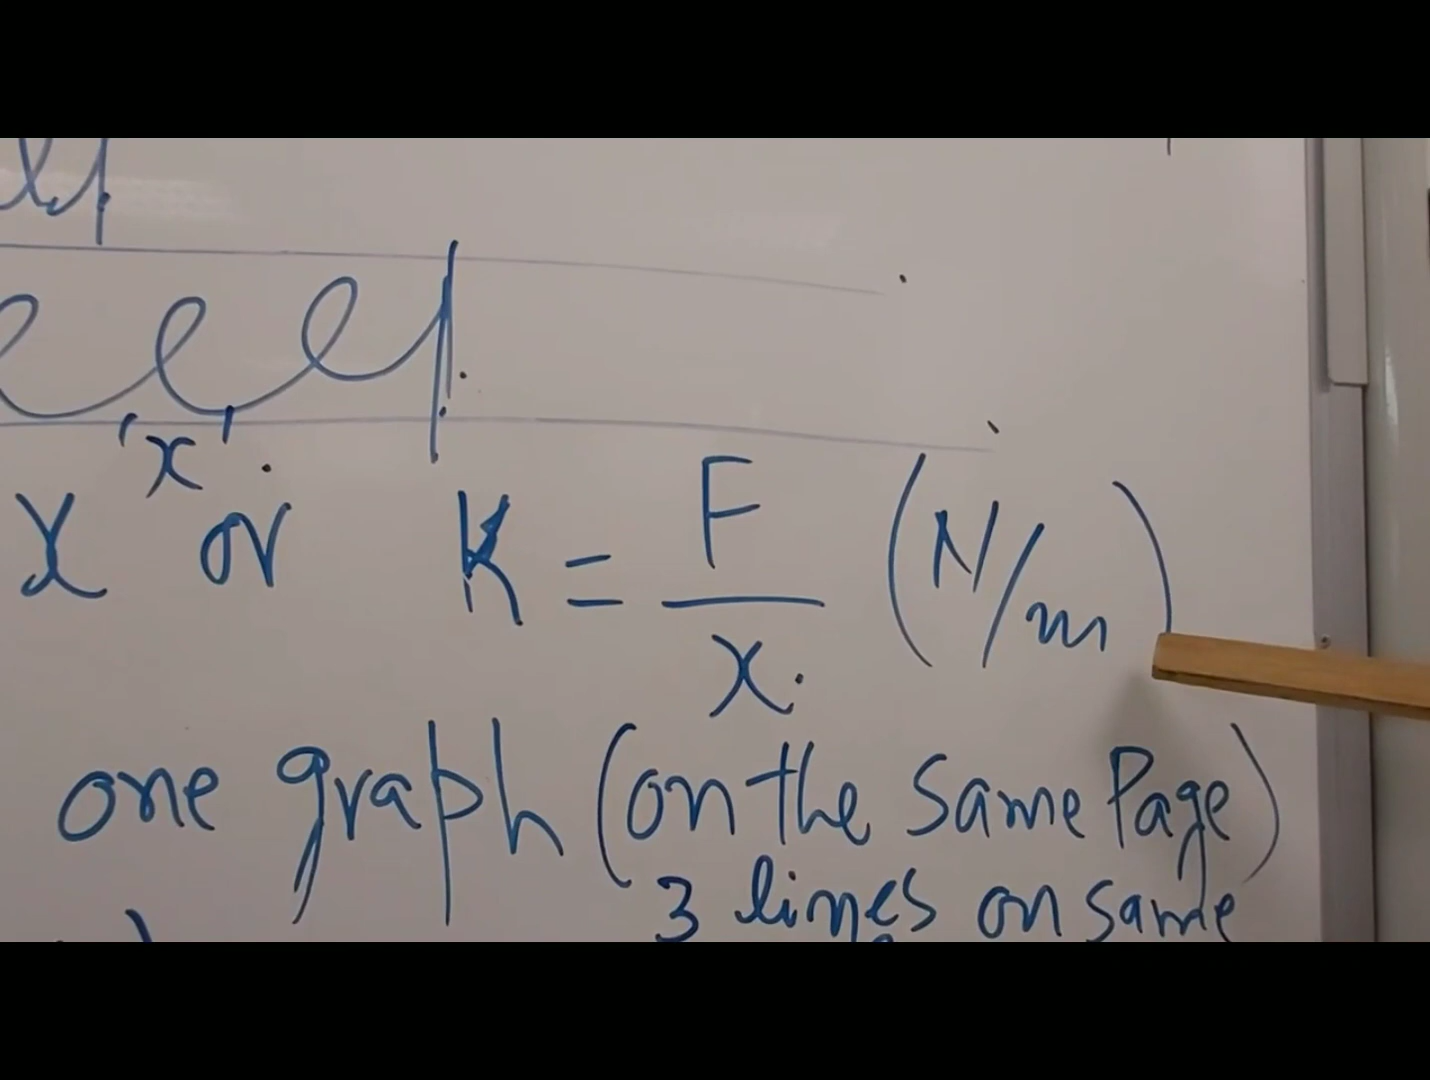 'x'
x or K = F/x (N/m)
one graph (on the same Page)
3 lines on same